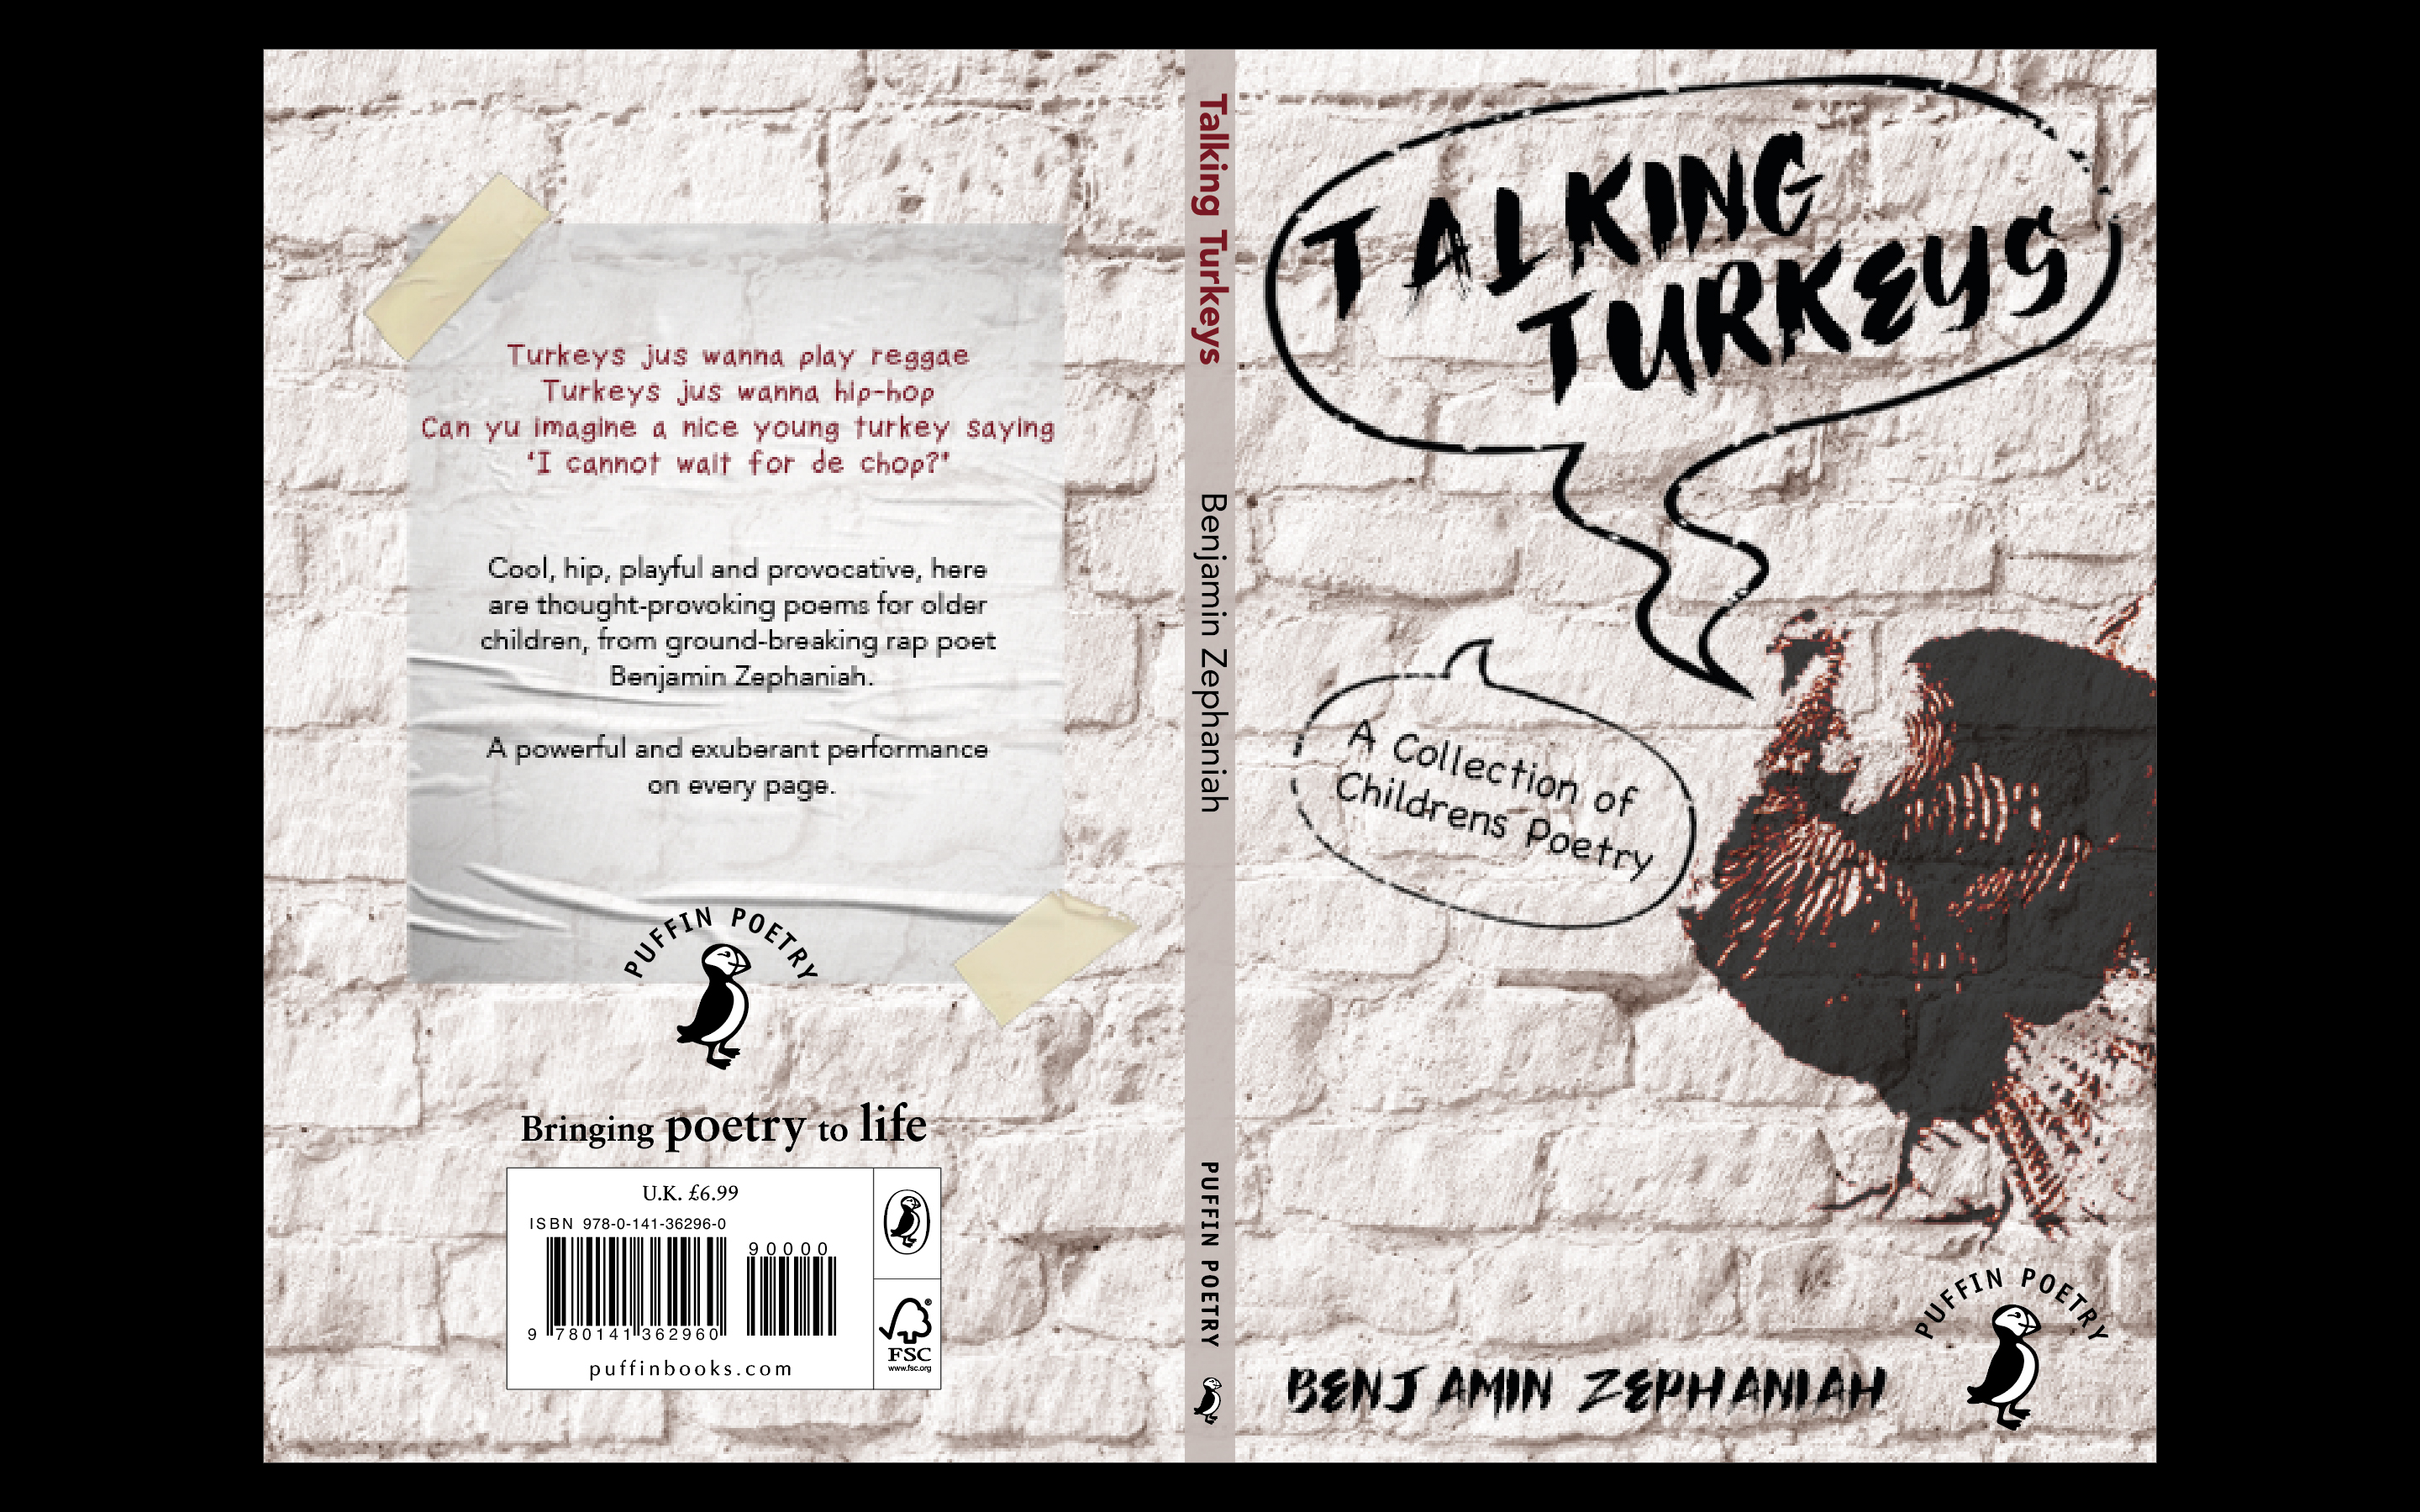 Turkeys jus wanna play reggae
Turkeys jus wanna hip-hop
Can yu imagine a nice young turkey saying
'I cannot wait for de chop?'
Cool, hip, playful and provocative, here
are thought-provoking poems for older
children, from ground-breaking rap poet
Benjamin Zephaniah.
A powerful and exuberant performance
on every page.
PUFFIN POETRY
Bringing poetry to life
U.K. £6.99
ISBN 978-0-141-36296-0
90000
9 780141 362960
puffinbooks.com
®
FSC
www.fsc.org
Talking Turkeys
Benjamin Zephaniah
PUFFIN POETRY
TALKING
TURKEYS
A Collection of
Childrens Poetry
PUFFIN POETRY
BENJAMIN ZEPHANIAH